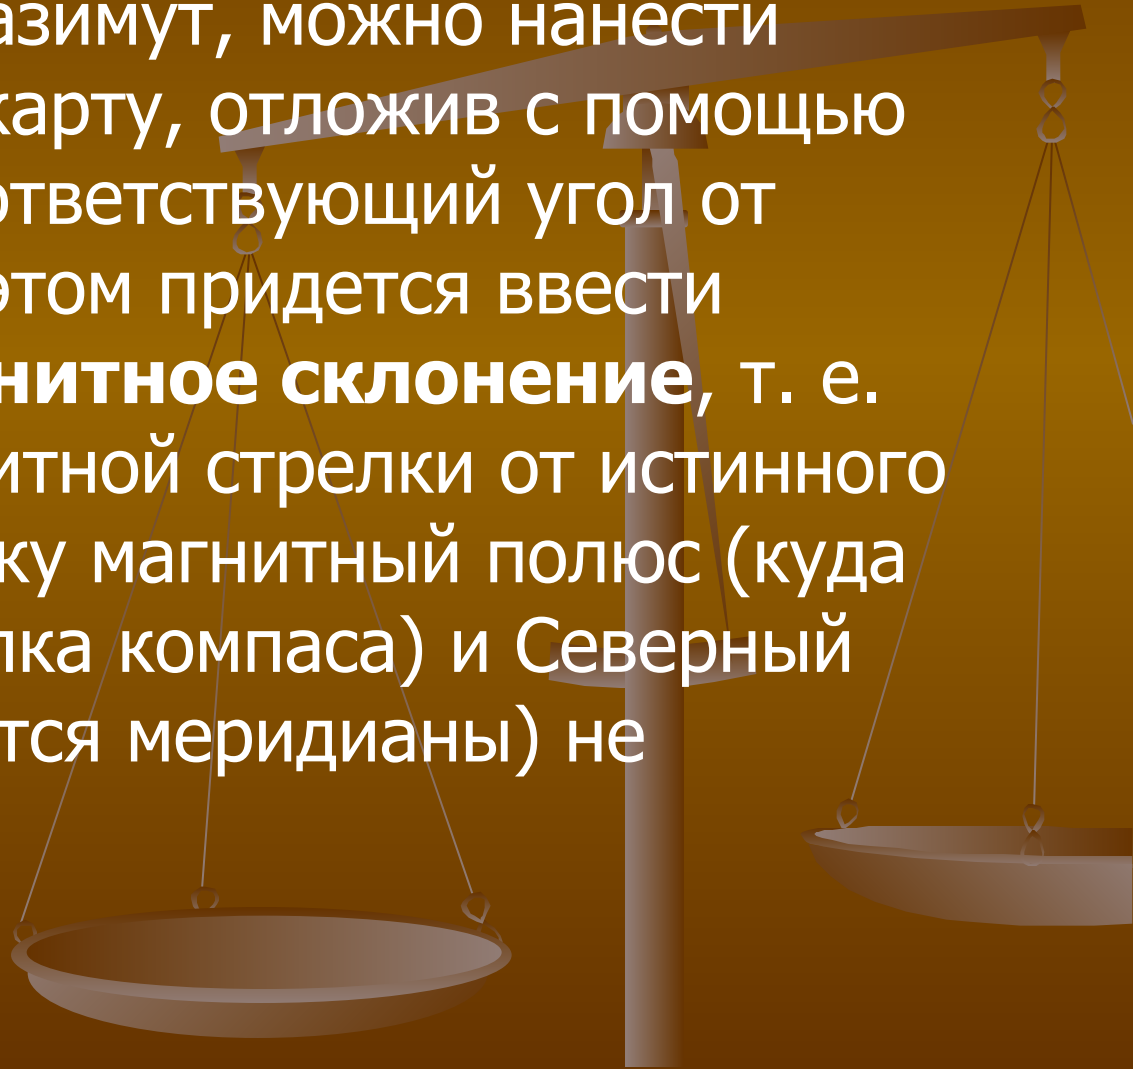 азимут, можно нанести
карту, отложив с помощью
ответствующий угол от
этом придется ввести
нитное склонение, т. е.
итной стрелки от истинного
ку магнитный полюс (куда
лка компаса) и Северный
тся меридианы) не